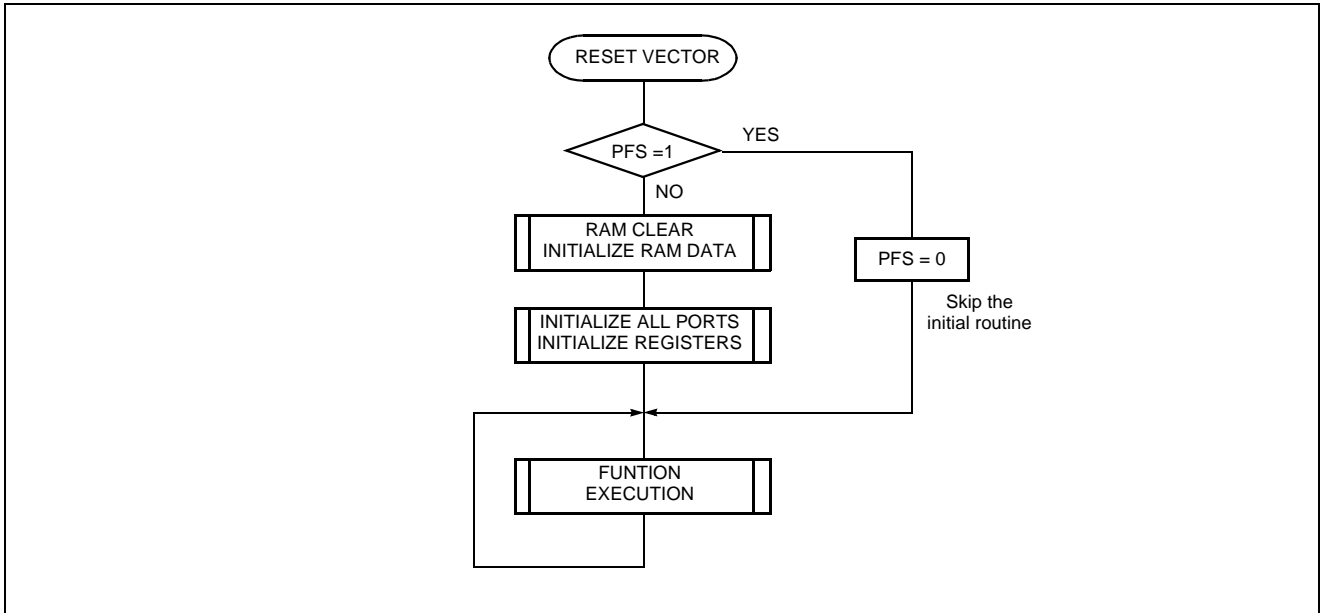 RESET VECTOR
YES
PFS =1
NO
RAM CLEAR
INITIALIZE RAM DATA
PFS = 0
Skip the
initial routine
INITIALIZE ALL PORTS
INITIALIZE REGISTERS
FUNTION
EXECUTION